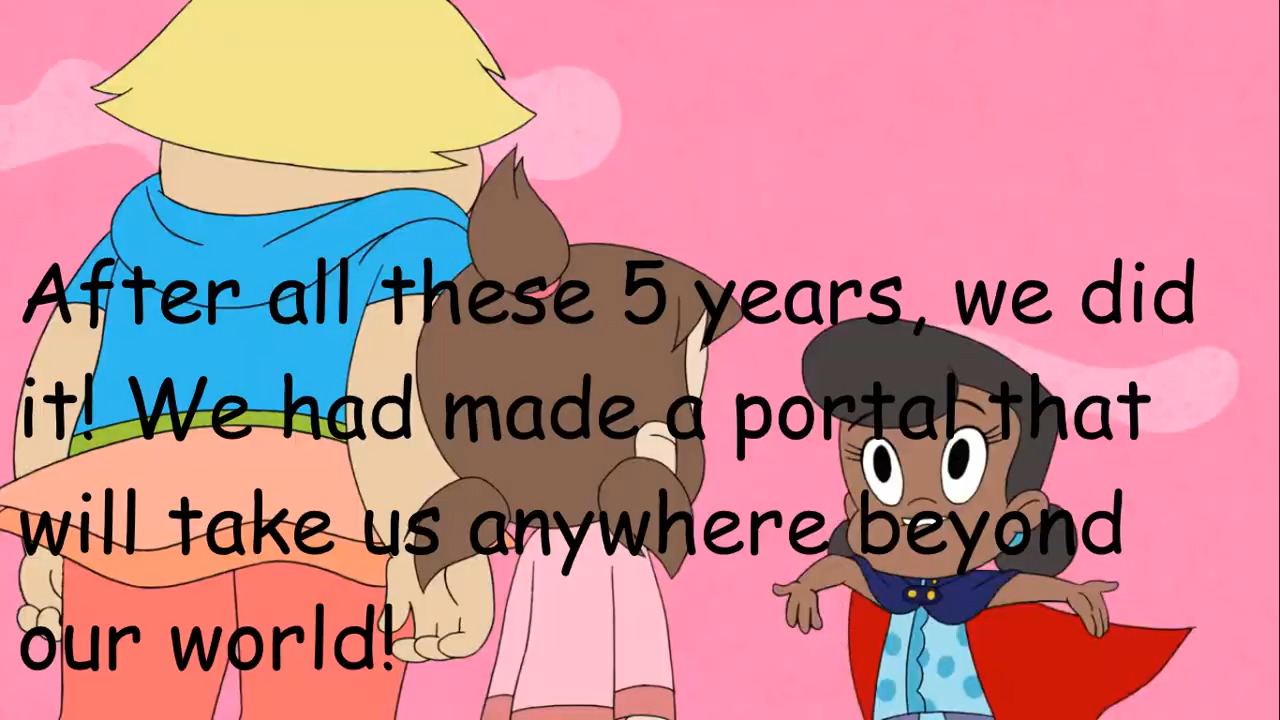 After all these 5 years, we did
it! We had made a portal that
will take us anywhere beyond
our world!